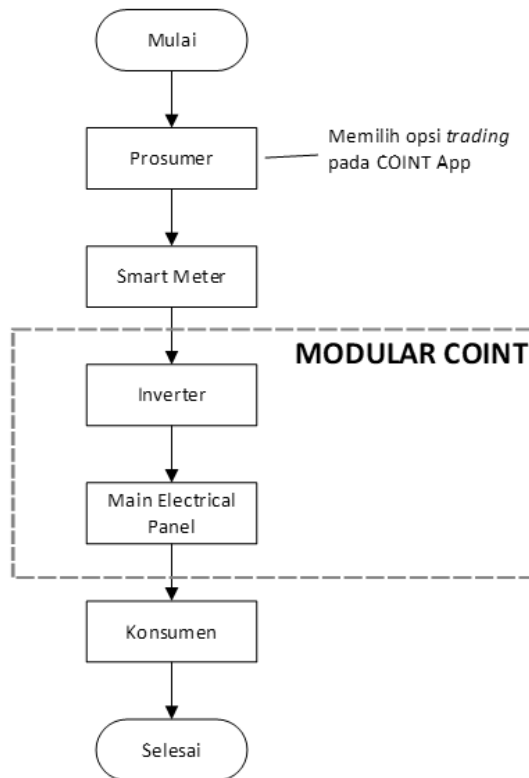 Mulai
Prosumer
Memilih opsi trading
pada COINT App
Smart Meter
MODULAR COINT
Inverter
Main Electrical
Panel
Konsumen
Selesai